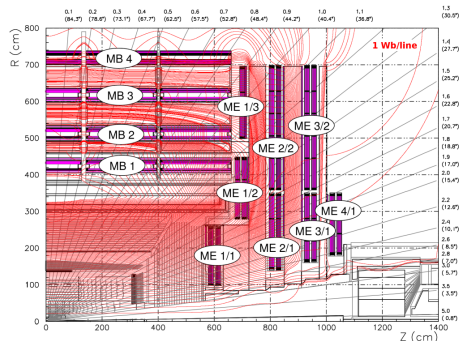 0.1 0.2 0.3 0.4 0.5 0.6 0.7 0.8 0.9 1.0 1.1 1.3
(84.3°) (78.6°) (73.1°) (67.7°) (62.5°) (57.5°) (52.8°) (48.4°) (44.2°) (40.4°) (36.8°) (30.5°)
R (cm)
800
700
600
500
400
300
200
100
0
1 Wb/line
MB 4
MB 3
MB 2
MB 1
ME 1/3
ME 3/2
ME 2/2
ME 1/2
ME 4/1
ME 3/1
ME 2/1
ME 1/1
1.4
(27.7°)
1.5
(25.2°)
1.6
(22.8°)
1.7
(20.7°)
1.8
(18.8°)
1.9
(17.0°)
2.0
(15.4°)
2.2
(12.6°)
2.4
(10.1°)
2.6
(8.5°)
2.8
(7.0°)
3.5
(3.5°)
5.0
(0.8°)
0 200 400 600 800 1000 1200 1400
Z (cm)